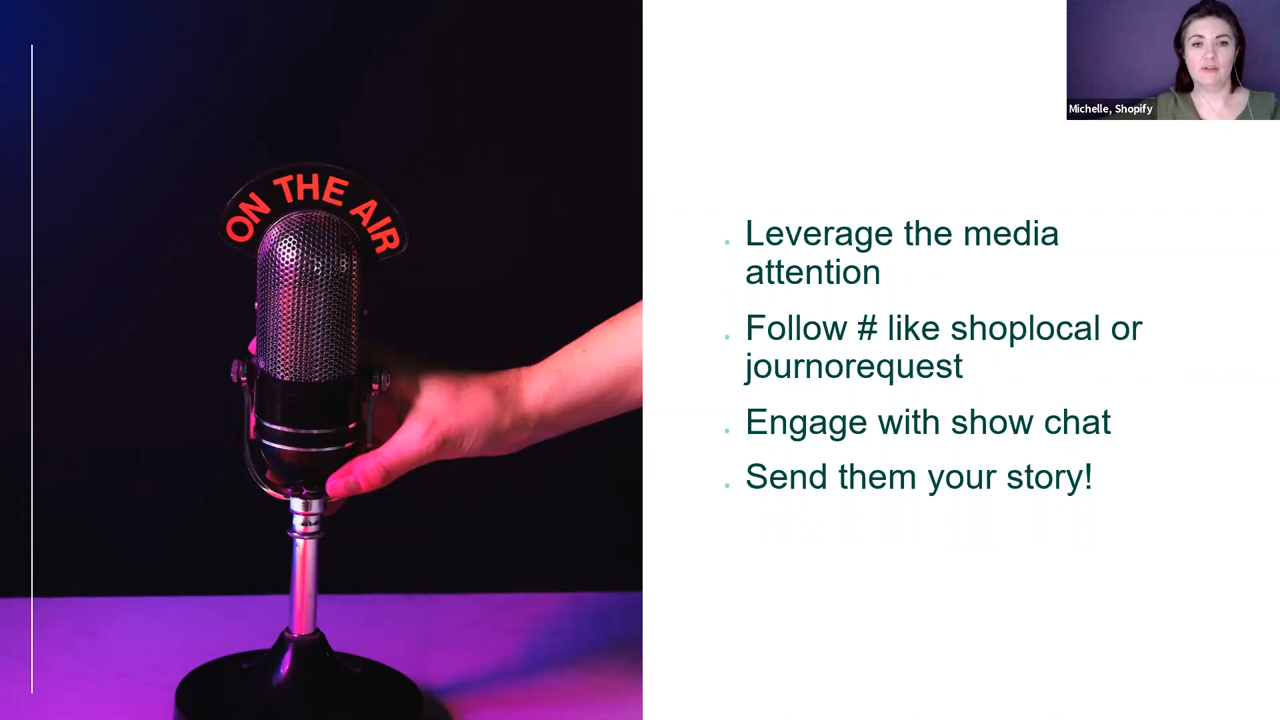 ON THE AIR
Michelle, Shopify
Leverage the media
attention
Follow # like shoplocal or
journorequest
Engage with show chat
Send them your story!